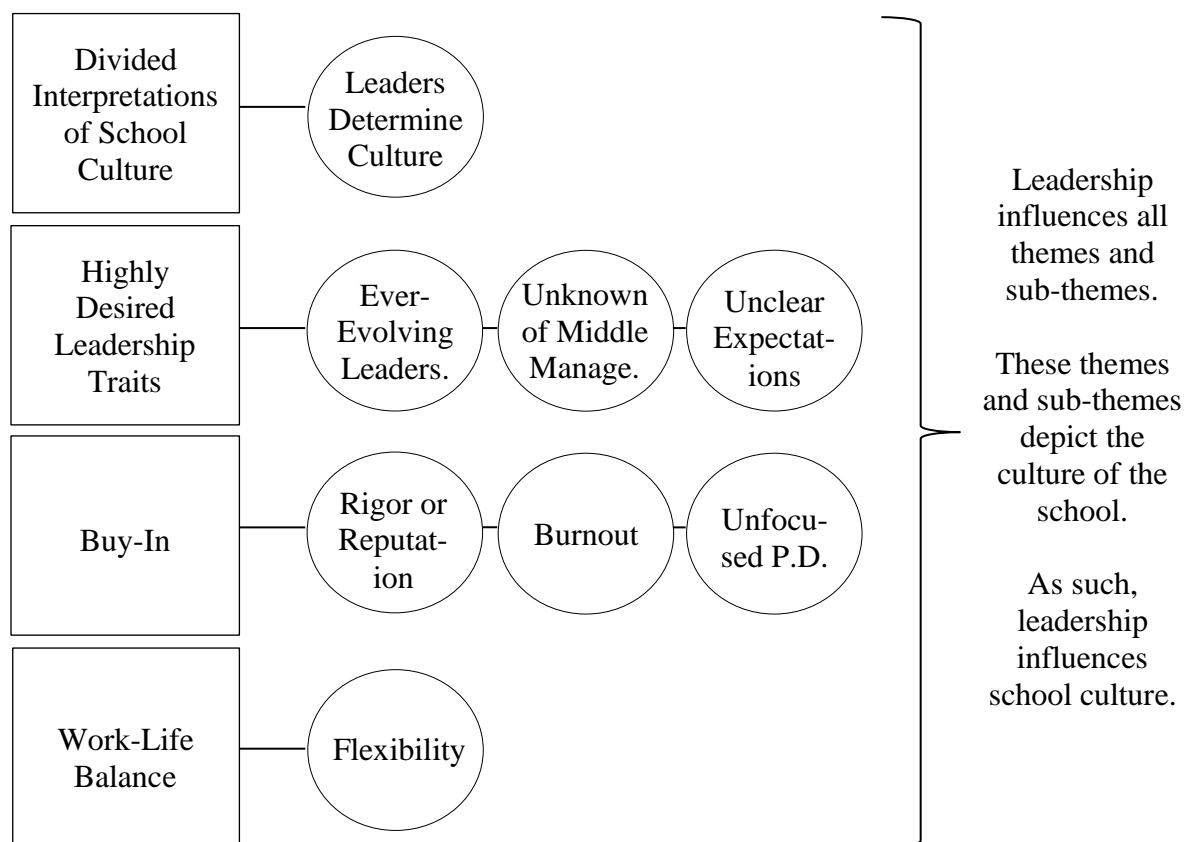 Divided
Interpretations
of School
Culture
Leaders
Determine
Culture
Highly
Desired
Leadership
Traits
Ever-
Evolving
Leaders.
Unknown
of Middle
Manage.
Unclear
Expectat-
ions
Buy-In
Rigor or
Reputat-
ion
Burnout
Unfocu-
sed P.D.
Work-Life
Balance
Flexibility
Leadership
influences all
themes and
sub-themes.
These themes
and sub-themes
depict the
culture of the
school.
As such,
leadership
influences
school culture.